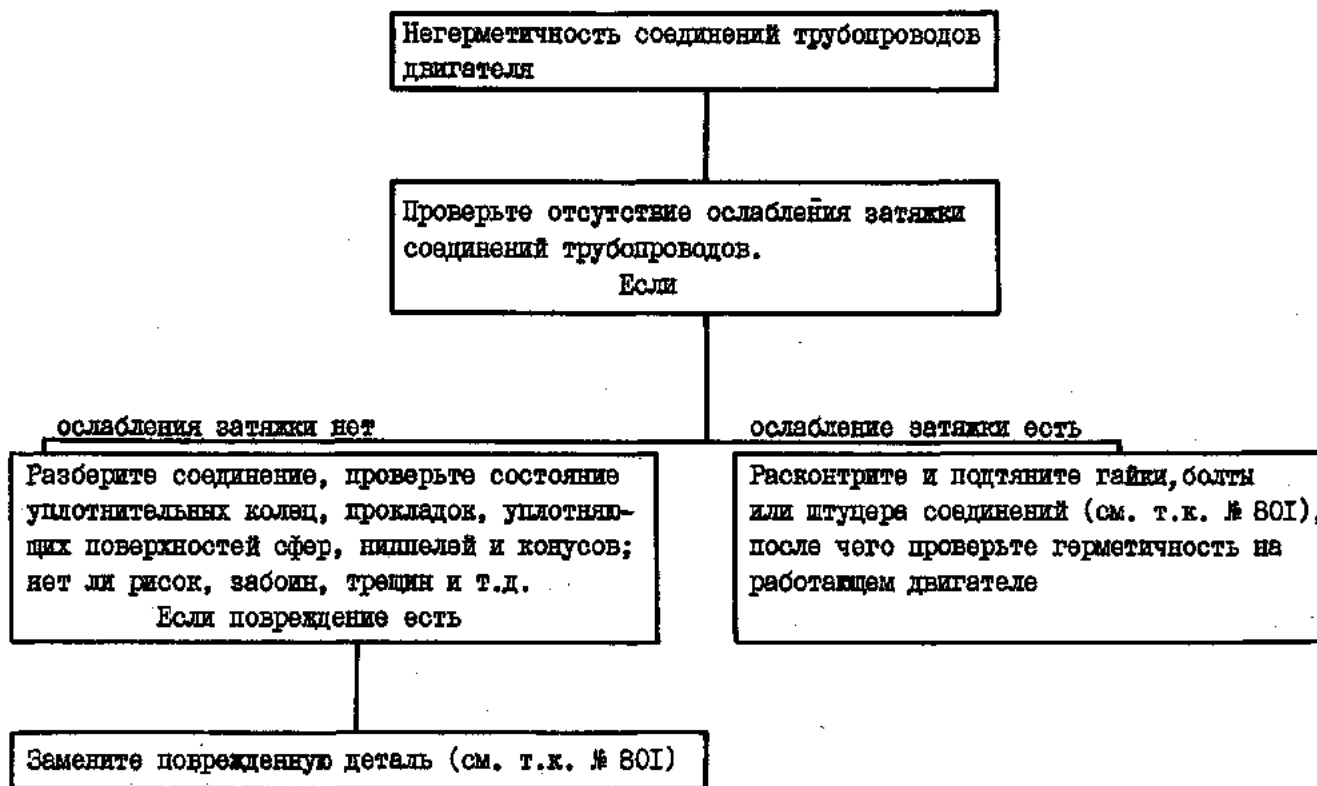 Негерметичность соединений трубопроводов
двигателя
Проверьте отсутствие ослабления затяжки
соединений трубопроводов.
Если
ослабления затяжки нет
Разберите соединение, проверьте состояние
уплотнительных колец, прокладок, уплотняю-
щих поверхностей сфер, ниппелей и конусов;
нет ли рисок, забоин, трещин и т.д.
Если повреждение есть
ослабление затяжки есть
Расконтрите и подтяните гайки, болты
или штуцера соединений (см. т.к. № 80I),
после чего проверьте герметичность на
работающем двигателе
Замените поврежденную деталь (см. т.к. № 80I)